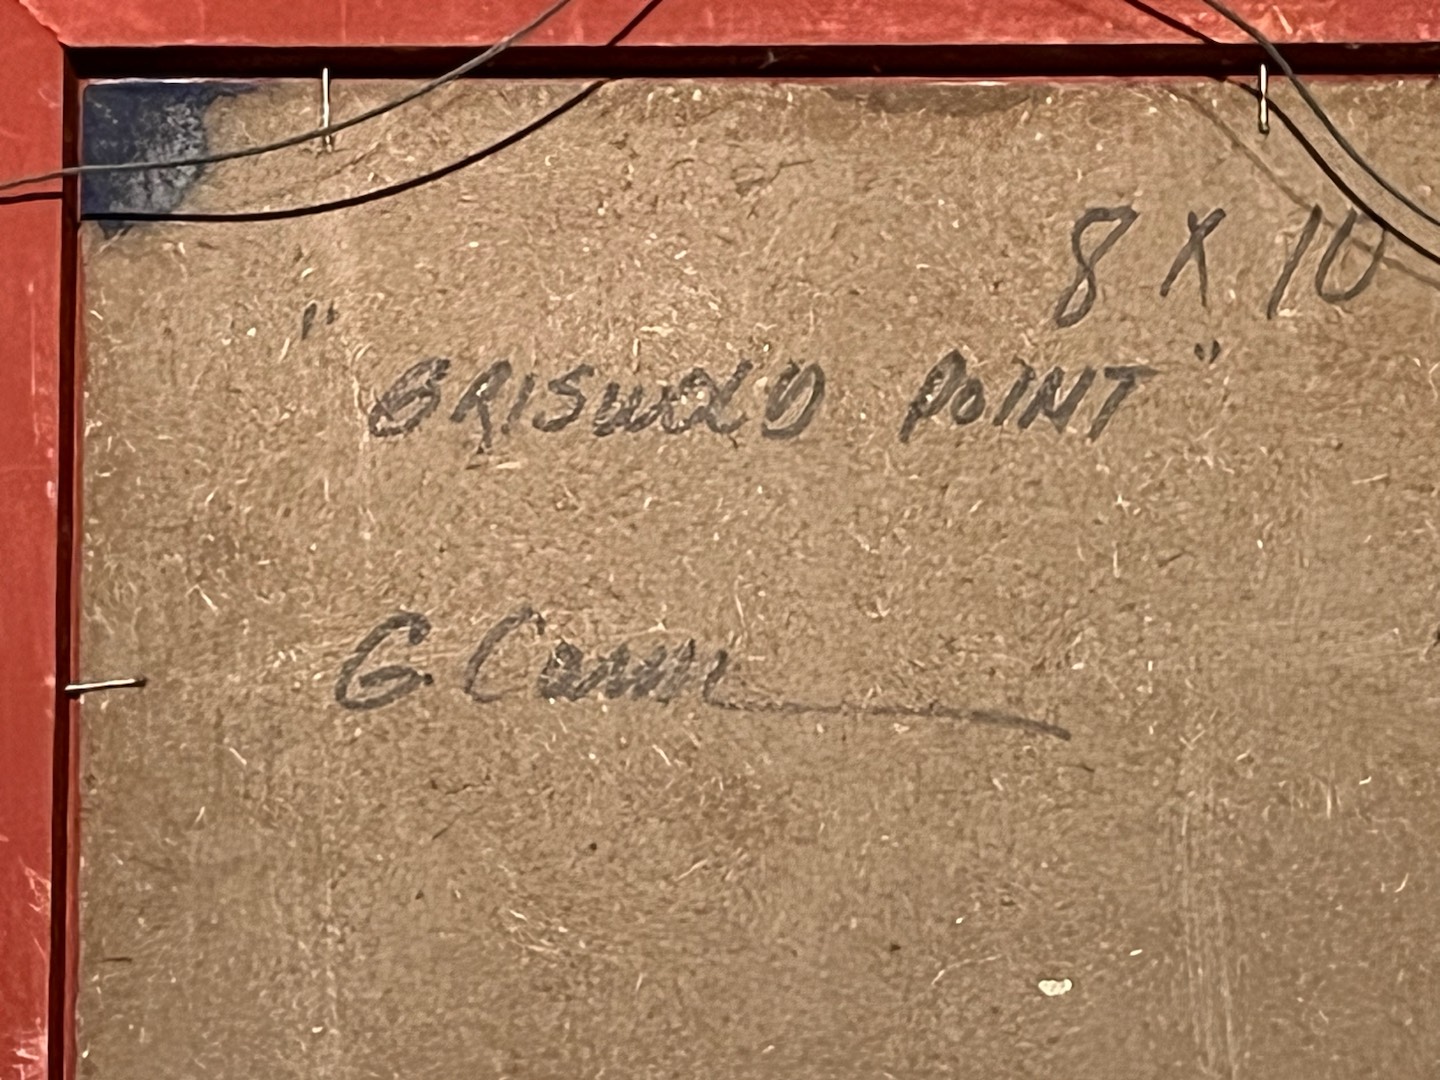 8 X 10
"GRISWOLD POINT"
G. Cann